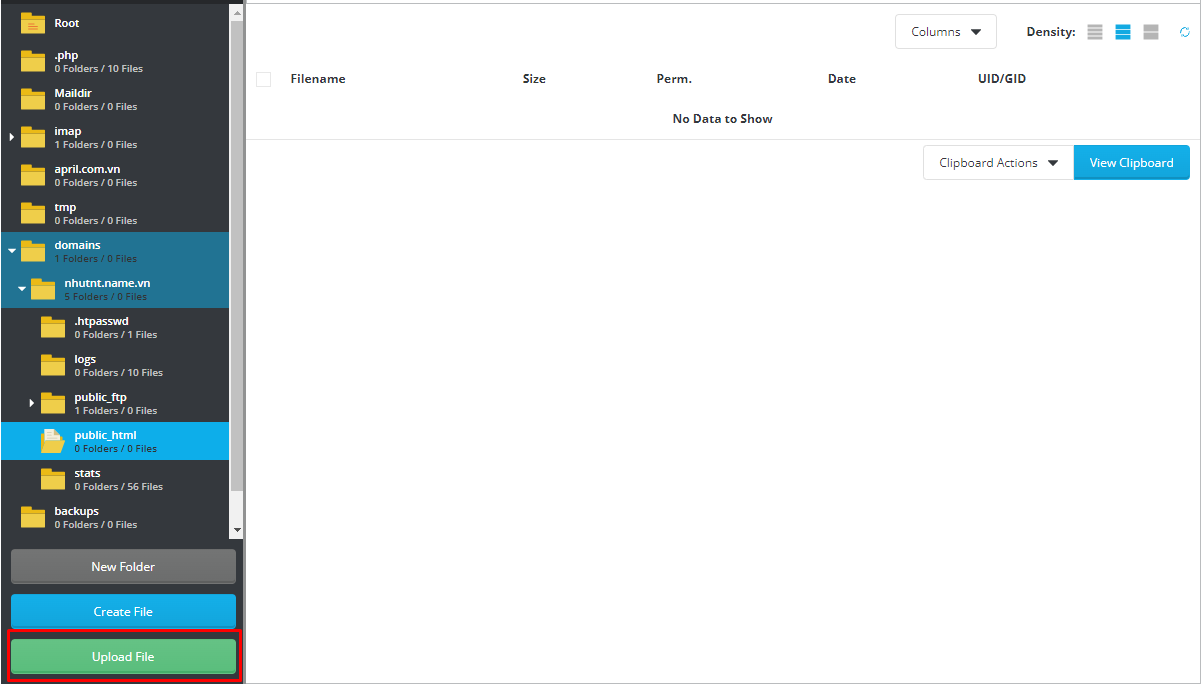 Root
.php
0 Folders / 10 Files
Maildir
0 Folders / 0 Files
imap
1 Folders / 0 Files
april.com.vn
0 Folders / 0 Files
tmp
0 Folders / 0 Files
domains
1 Folders / 0 Files
nhutnt.name.vn
5 Folders / 0 Files
.htpasswd
0 Folders / 1 Files
logs
0 Folders / 10 Files
public_ftp
1 Folders / 0 Files
public_html
0 Folders / 0 Files
stats
0 Folders / 56 Files
backups
0 Folders / 0 Files
New Folder
Create File
Upload File
Columns Density:
Filename Size Perm. Date UID/GID
No Data to Show
Clipboard Actions View Clipboard